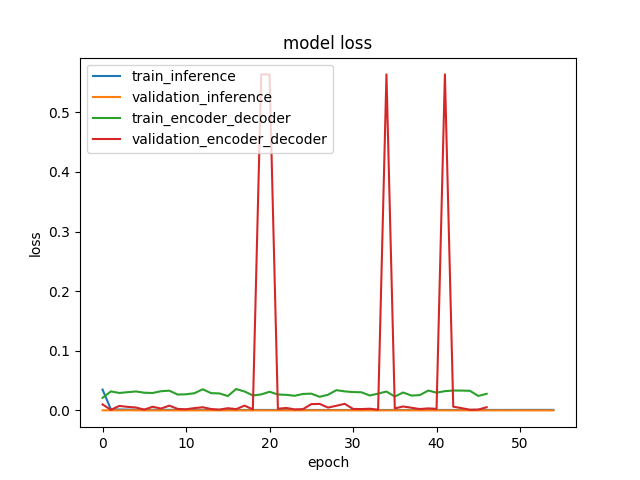 model loss
train_inference
validation_inference
train_encoder_decoder
validation_encoder_decoder
loss
0.5
0.4
0.3
0.2
0.1
0.0
0 10 20 30 40 50
epoch